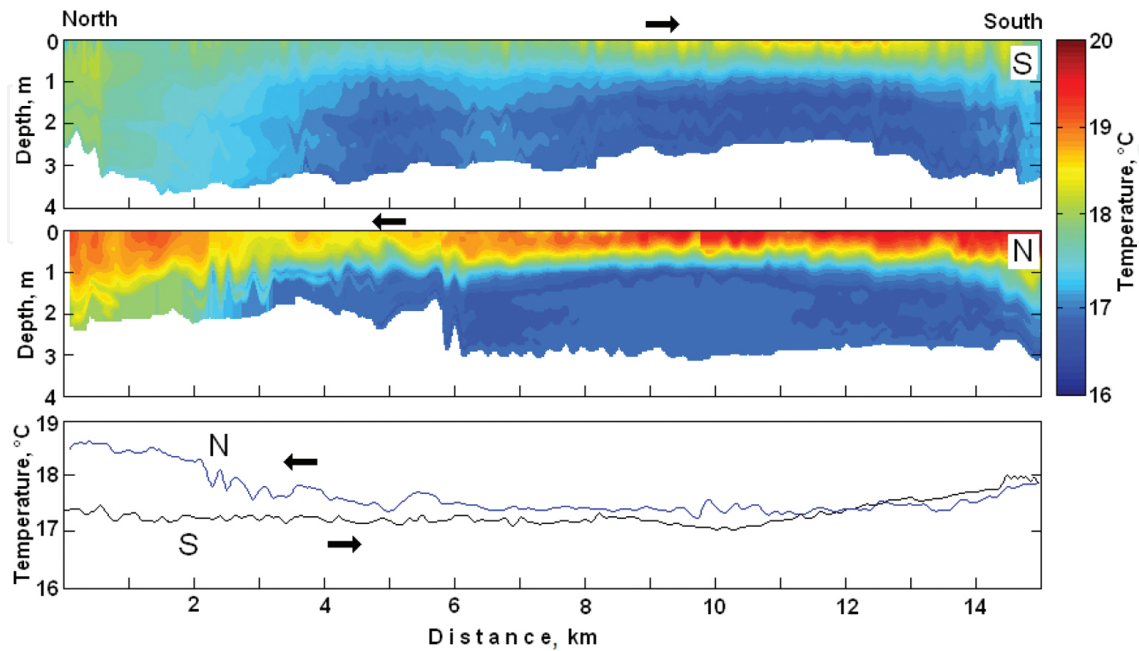 North
South
S
Depth, m
0
1
2
3
4
N
Depth, m
0
1
2
3
4
20
19
18
17
16
Temperature, °C
N
S
Temperature, °C
19
18
17
16
2
4
6
8
10
12
14
Distance, km